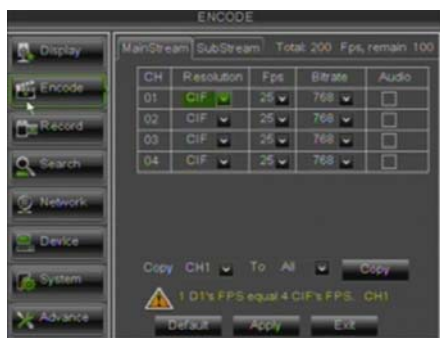 ENCODE
Display
Encode
Record
Search
Network
Device
System
Advance
MainStream SubStream Total: 200 Fps, remain 100
CH Resolution Fps Bitrate Audio
01 CIF 25 768
02 CIF 25 768
03 CIF 25 768
04 CIF 25 768
Copy CH1 To All Copy
1 D1's FPS equal 4 CIF's FPS. CH1
Default Apply Exit